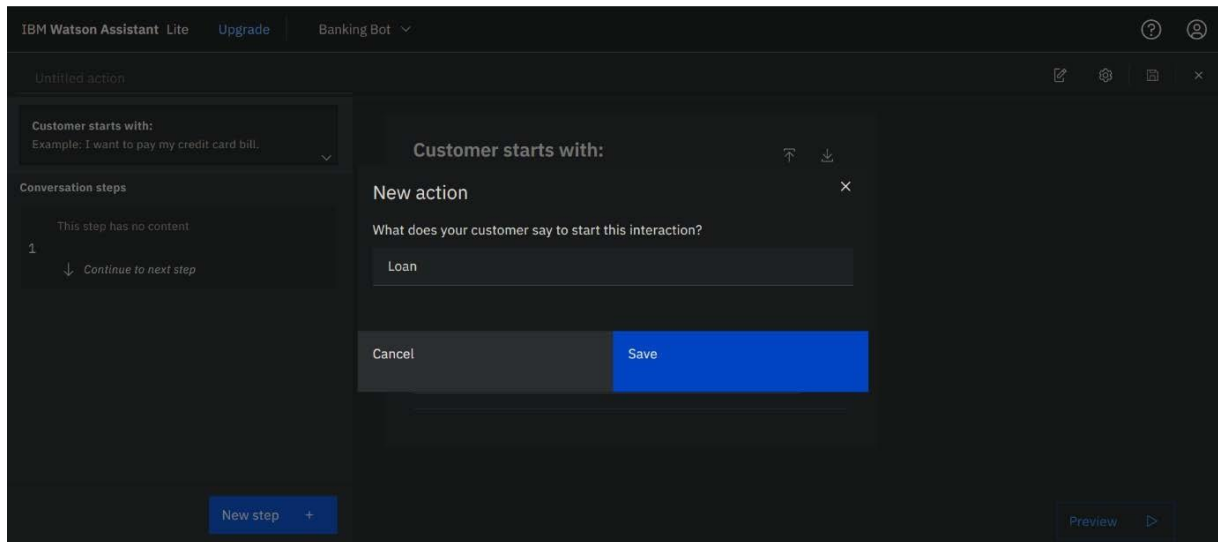 IBM Watson Assistant Lite Upgrade Banking Bot
Untitled action
Customer starts with:
Example: I want to pay my credit card bill.
Conversation steps
This step has no content
1
Continue to next step
New step +
Customer starts with:
New action
What does your customer say to start this interaction?
Loan
Cancel
Save
Preview